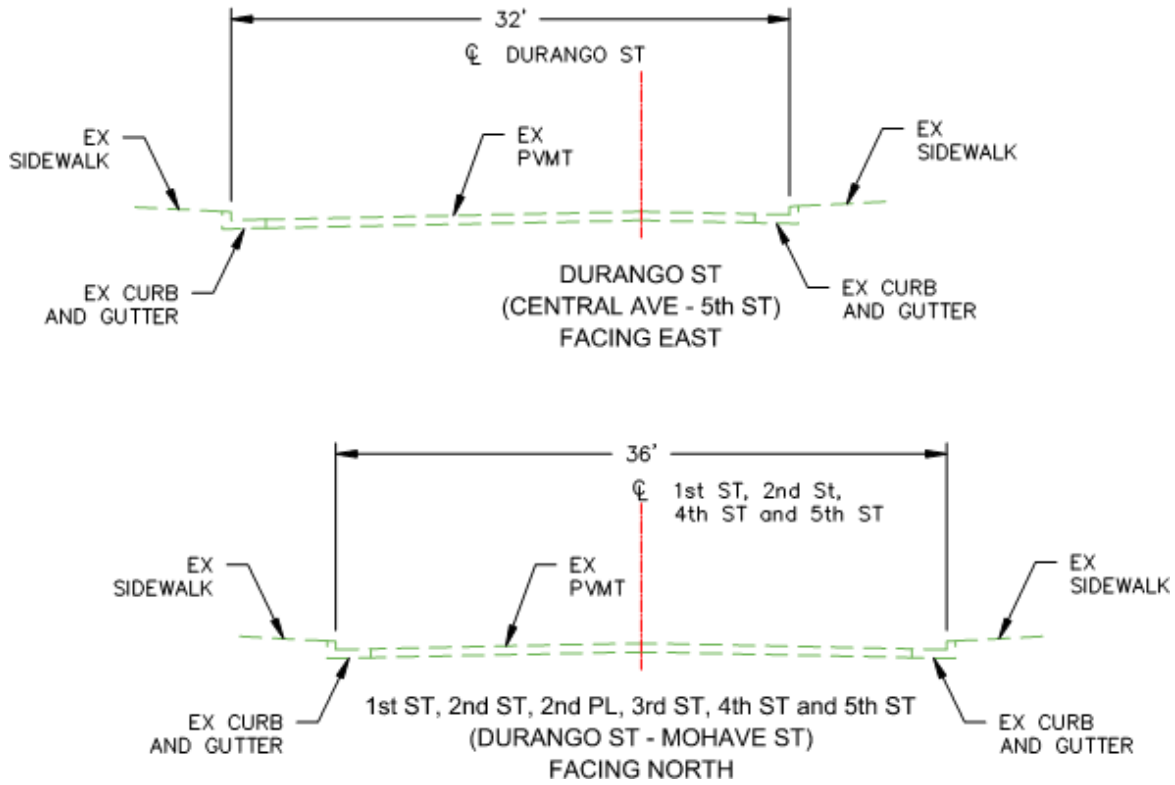 32'
℄ DURANGO ST
EX
SIDEWALK
EX
PVMT
EX
SIDEWALK
EX CURB
AND GUTTER
DURANGO ST
(CENTRAL AVE - 5th ST)
FACING EAST
EX CURB
AND GUTTER
36'
℄ 1st ST, 2nd St,
4th ST and 5th ST
EX
SIDEWALK
EX
PVMT
EX
SIDEWALK
EX CURB
AND GUTTER
1st ST, 2nd ST, 2nd PL, 3rd ST, 4th ST and 5th ST
(DURANGO ST - MOHAVE ST)
FACING NORTH
EX CURB
AND GUTTER